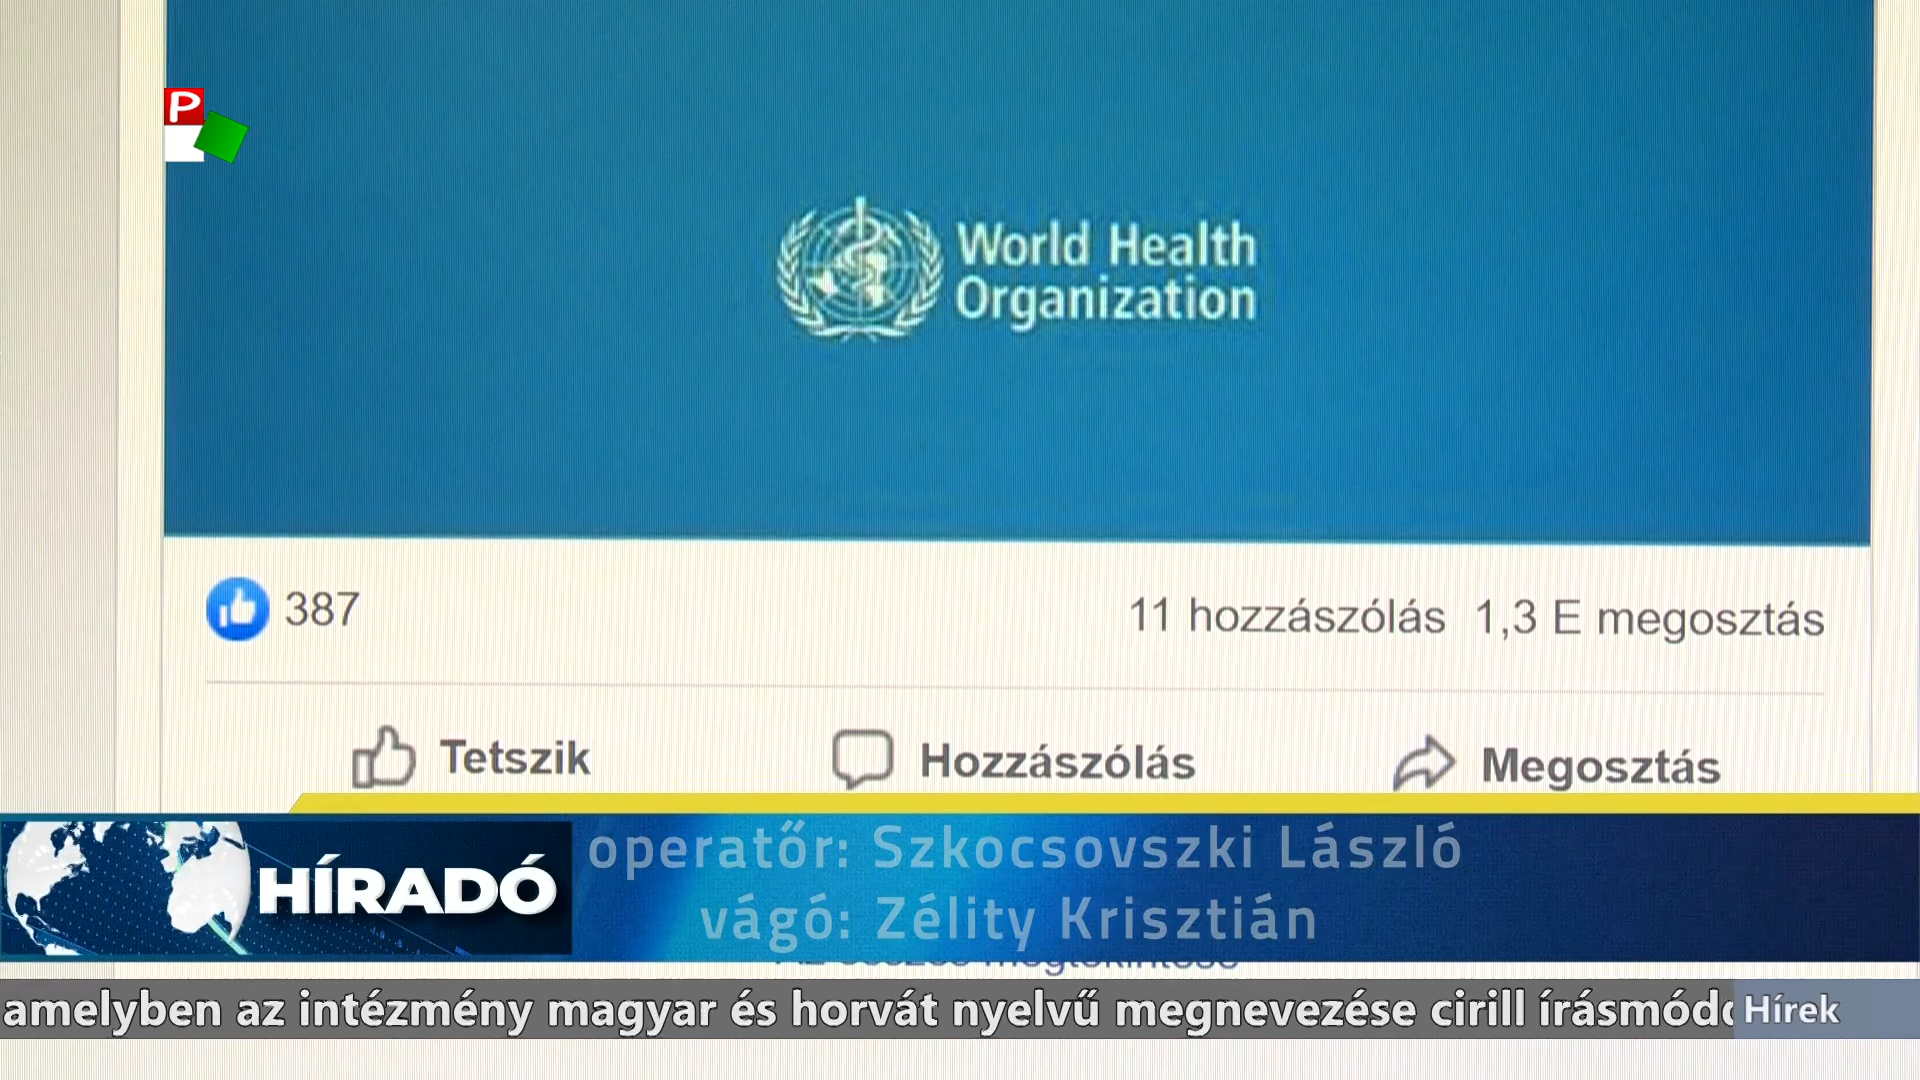 P
World Health
Organization
387
11 hozzászólás 1,3 E megosztás
Tetszik
Hozzászólás
Megosztás
HÍRADÓ
operatőr: Szkocsovszki László
vágó: Zélity Krisztián
amelyben az intézmény magyar és horvát nyelvű megnevezése cirill írásmódo
Hírek